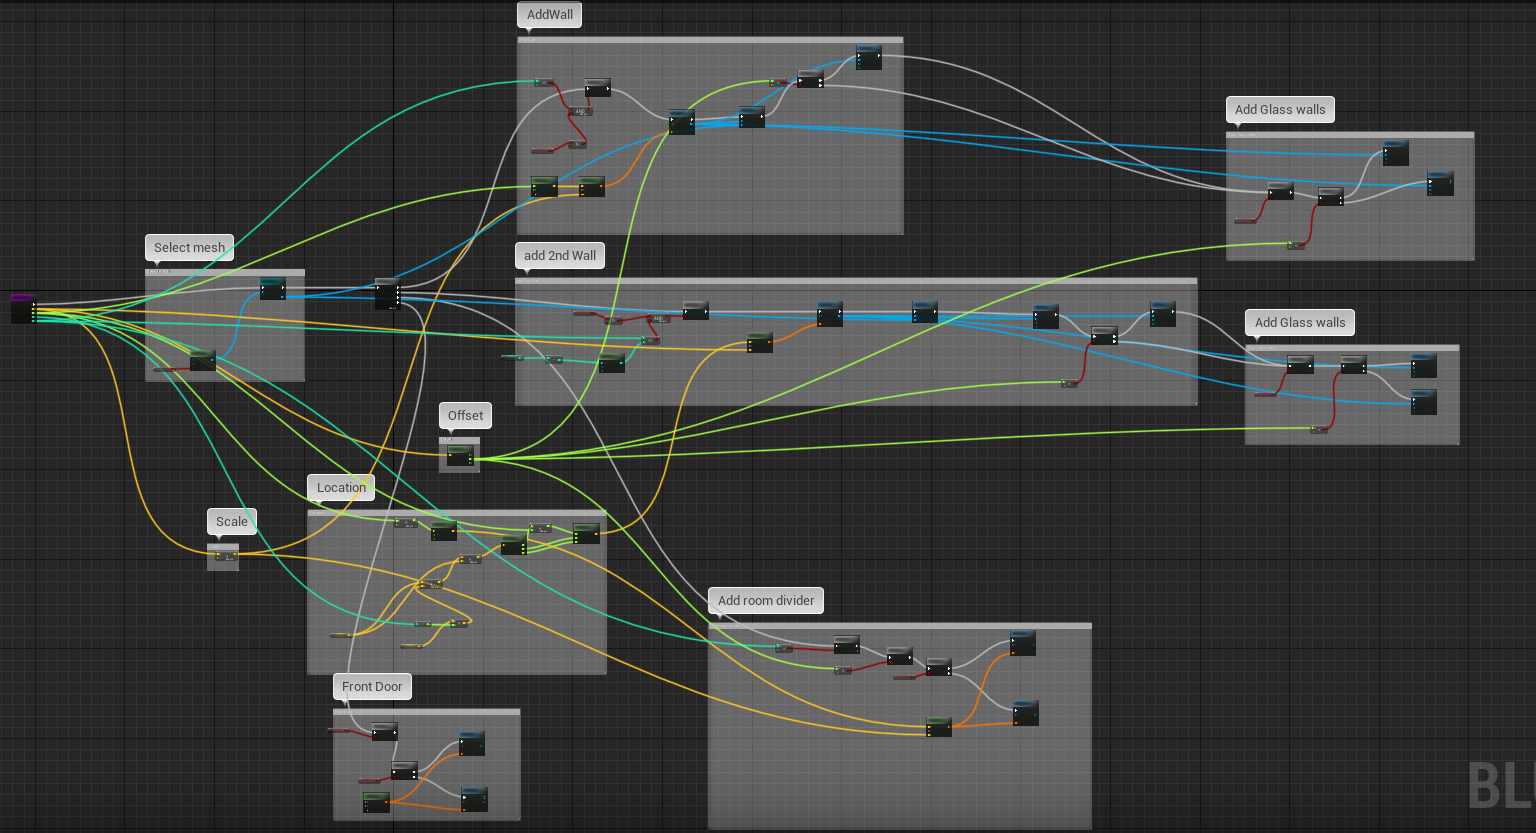 AddWall
Add Glass walls
Select mesh
add 2nd Wall
Add Glass walls
Offset
Location
Scale
Add room divider
Front Door